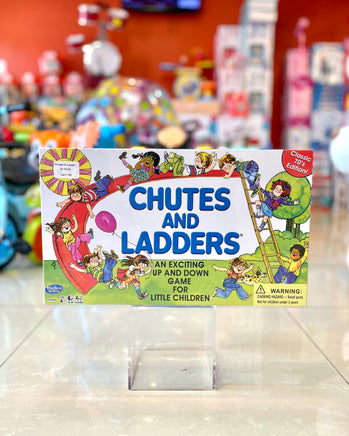 Classic
70's
Edition!
CHUTES
AND
LADDERS®
AN EXCITING
UP AND DOWN
GAME
FOR
LITTLE CHILDREN
WARNING:
CHOKING HAZARD — Small parts
Not for children under 3 years